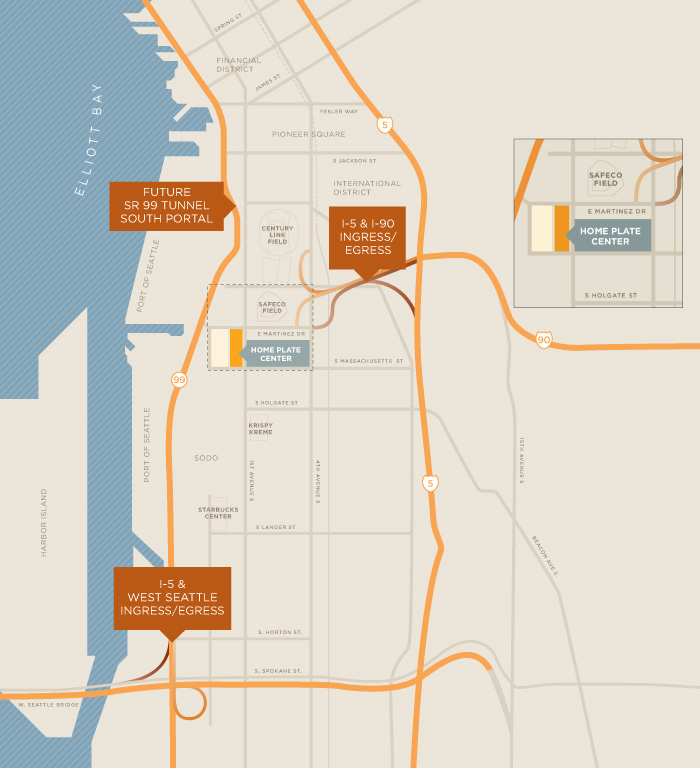 SPRING ST
FINANCIAL
DISTRICT
JAMES ST
ELLIOTT BAY
YESLER WAY
5
PIONEER SQUARE
S JACKSON ST
INTERNATIONAL
DISTRICT
FUTURE
SR 99 TUNNEL
SOUTH PORTAL
CENTURY
LINK
FIELD
I-5 & I-90
INGRESS/
EGRESS
SAFECO
FIELD
E MARTINEZ DR
HOME PLATE
CENTER
S HOLGATE ST
PORT OF SEATTLE
SAFECO
FIELD
E MARTINEZ DR
HOME PLATE
CENTER
S MASSACHUSETTS ST
90
99
S HOLGATE ST
KRISPY
KREME
PORT OF SEATTLE
SODO
1ST AVENUE S
4TH AVENUE S
15TH AVENUE S
5
HARBOR ISLAND
STARBUCKS
CENTER
S LANDER ST
BEACON AVE S.
I-5 &
WEST SEATTLE
INGRESS/EGRESS
S. HORTON ST.
S. SPOKANE ST.
W. SEATTLE BRIDGE